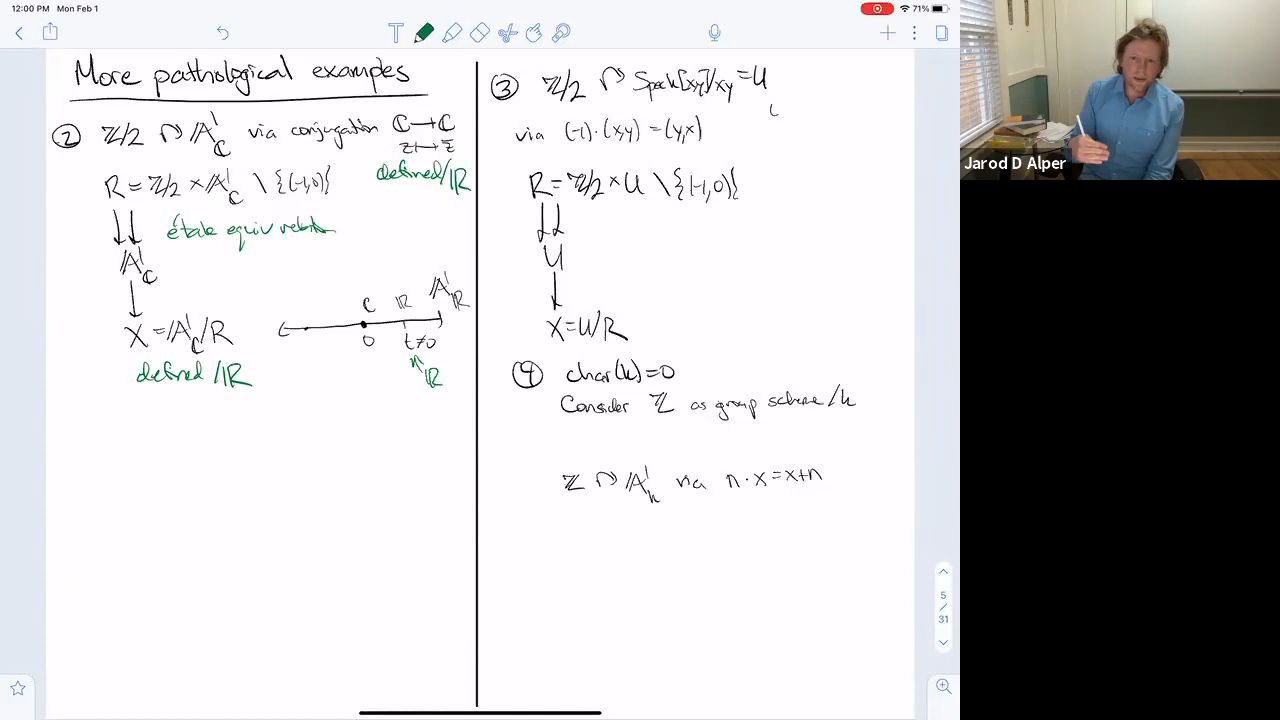 12:00 PM Mon Feb 1
71%
More pathological examples
② ℤ/2 ↷ 𝔸¹_ℂ via conjugation ℂ→ℂ
z↦z̄
defined/ℝ
R = ℤ/2 × 𝔸¹_ℂ \ {(-1,0)}
étale equiv
𝔸¹_ℂ
X = 𝔸¹_ℂ/R
defined/ℝ
ℂ ℝ 𝔸¹_ℝ
0 t≠0
ℝ
③ ℤ/2 ↷ Spec k[x,y]/xy = U
via (-1)·(x,y) = (y,x)
R = ℤ/2 × U \ {(-1,0)}
U
X = U/R
④ char(k)=0
Consider ℤ as group scheme/k
ℤ ↷ 𝔸¹_k via n·x = x+n
5
/
31
Jarod D Alper